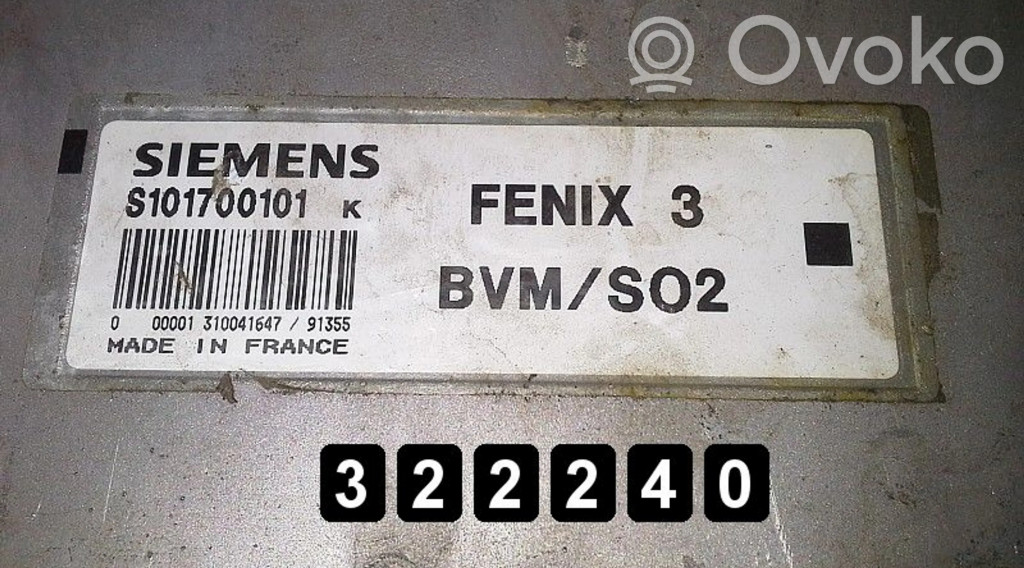 Ovoko
SIEMENS
S101700101 K
FENIX 3
BVM/SO2
0 00001 310041647 / 91355
MADE IN FRANCE
322240